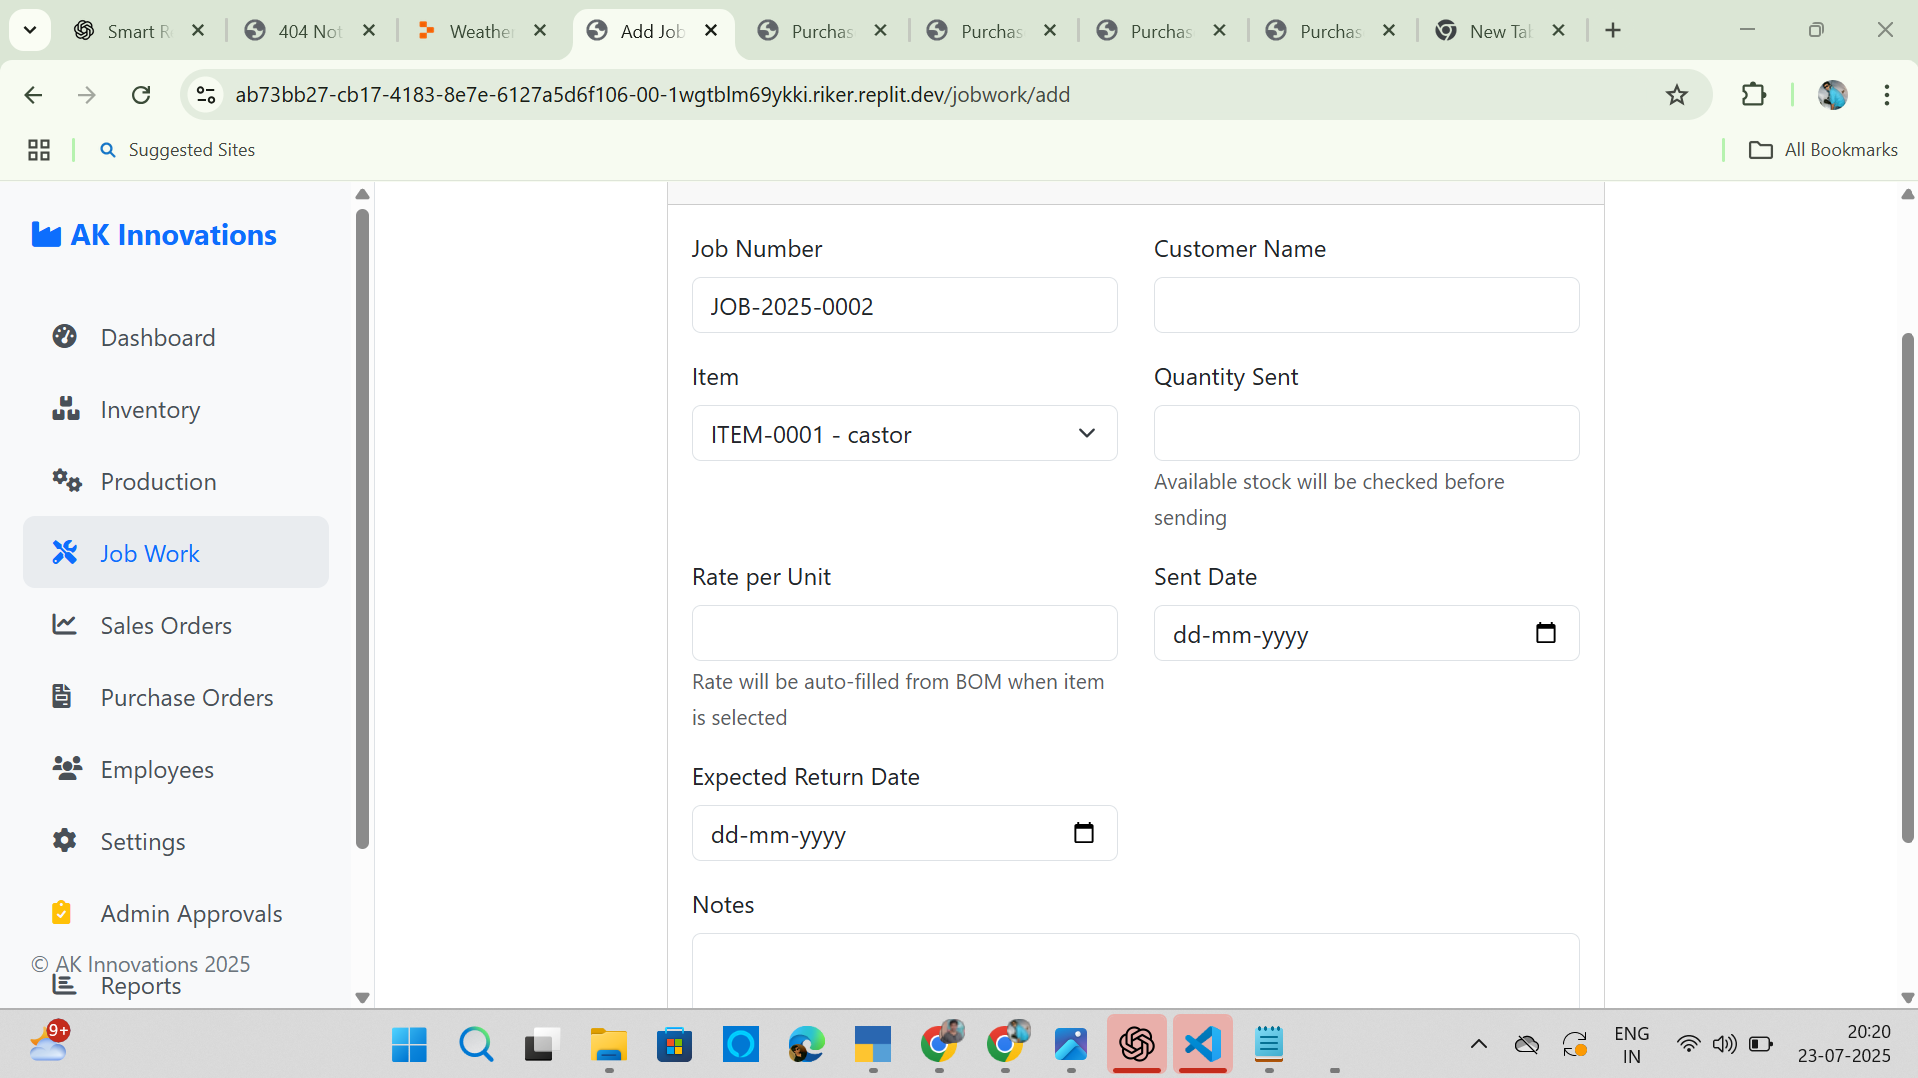 Smart R
404 Not
Weather
Add Job
Purchas
Purchas
Purchas
Purchas
New Tab
ab73bb27-cb17-4183-8e7e-6127a5d6f106-00-1wgtblm69ykki.riker.replit.dev/jobwork/add
Suggested Sites
All Bookmarks
AK Innovations
Dashboard
Inventory
Production
Job Work
Sales Orders
Purchase Orders
Employees
Settings
Admin Approvals
© AK Innovations 2025
Reports
Job Number
Customer Name
JOB-2025-0002
Item
Quantity Sent
ITEM-0001 - castor
Available stock will be checked before
sending
Rate per Unit
Sent Date
dd-mm-yyyy
Rate will be auto-filled from BOM when item
is selected
Expected Return Date
dd-mm-yyyy
Notes
9+
ENG
IN
20:20
23-07-2025